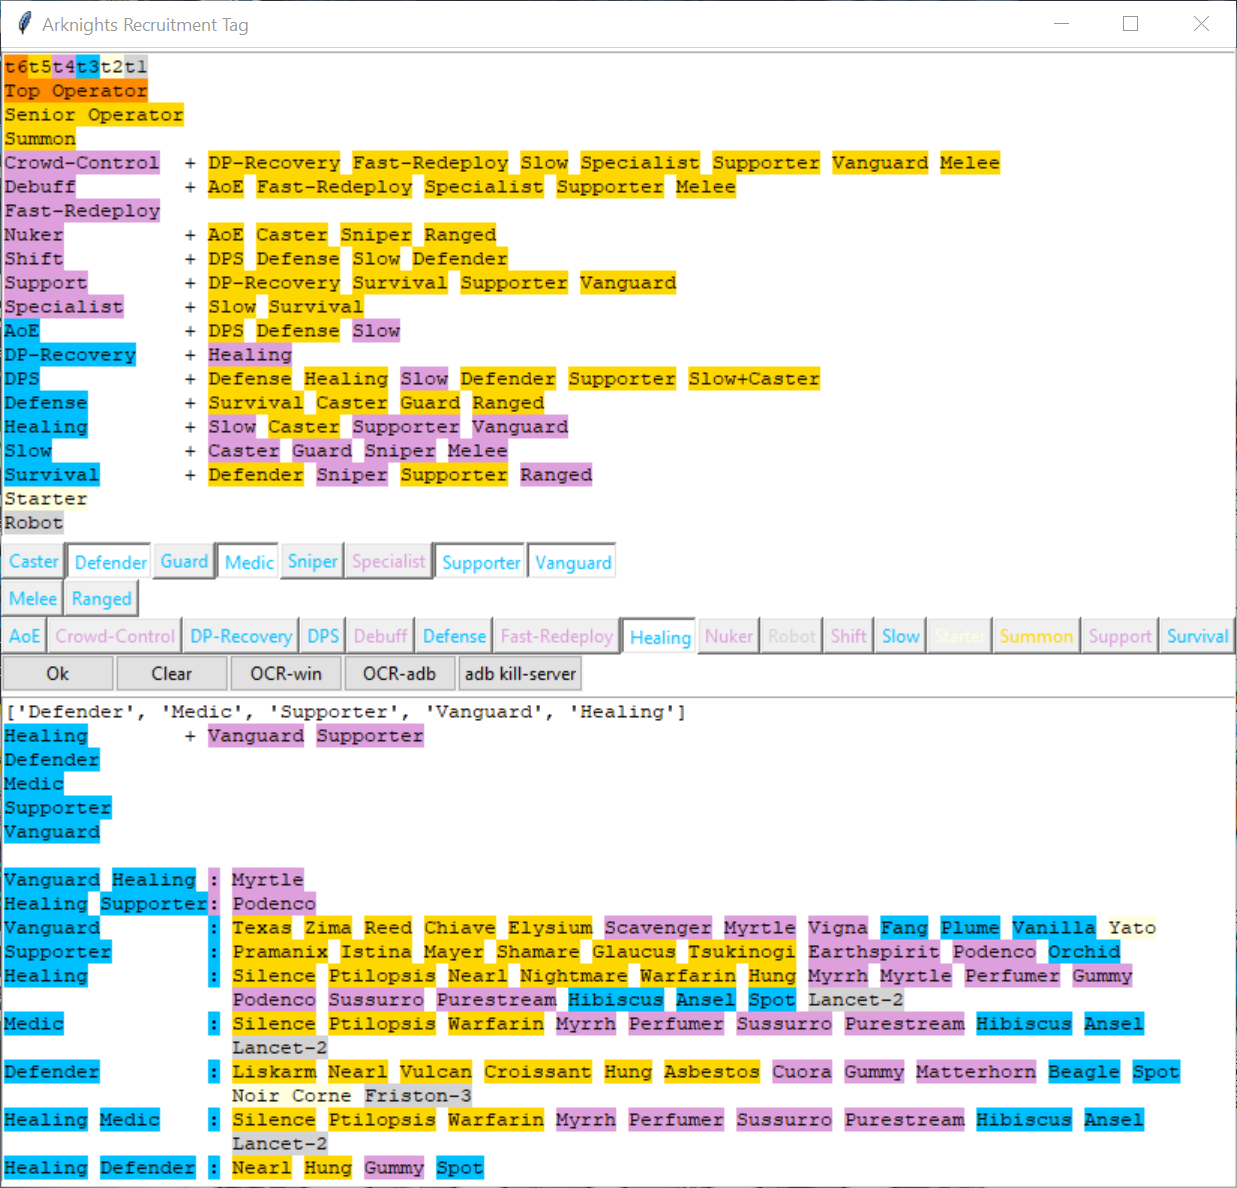 Arknights Recruitment Tag
t6t5t4t3t2t1
Top Operator
Senior Operator
Summon
Crowd-Control + DP-Recovery Fast-Redeploy Slow Specialist Supporter Vanguard Melee
Debuff + AoE Fast-Redeploy Specialist Supporter Melee
Fast-Redeploy
Nuker + AoE Caster Sniper Ranged
Shift + DPS Defense Slow Defender
Support + DP-Recovery Survival Supporter Vanguard
Specialist + Slow Survival
AoE + DPS Defense Slow
DP-Recovery + Healing
DPS + Defense Healing Slow Defender Supporter Slow+Caster
Defense + Survival Caster Guard Ranged
Healing + Slow Caster Supporter Vanguard
Slow + Caster Guard Sniper Melee
Survival + Defender Sniper Supporter Ranged
Starter
Robot
Caster Defender Guard Medic Sniper Specialist Supporter Vanguard
Melee Ranged
AoE Crowd-Control DP-Recovery DPS Debuff Defense Fast-Redeploy Healing Nuker Robot Shift Slow Starter Summon Support Survival
Ok Clear OCR-win OCR-adb adb kill-server
['Defender', 'Medic', 'Supporter', 'Vanguard', 'Healing']
Healing + Vanguard Supporter
Defender
Medic
Supporter
Vanguard
Vanguard Healing : Myrtle
Healing Supporter: Podenco
Vanguard : Texas Zima Reed Chiave Elysium Scavenger Myrtle Vigna Fang Plume Vanilla Yato
Supporter : Pramanix Istina Mayer Shamare Glaucus Tsukinogi Earthspirit Podenco Orchid
Healing : Silence Ptilopsis Nearl Nightmare Warfarin Hung Myrrh Myrtle Perfumer Gummy
Podenco Sussurro Purestream Hibiscus Ansel Spot Lancet-2
Medic : Silence Ptilopsis Warfarin Myrrh Perfumer Sussurro Purestream Hibiscus Ansel
Lancet-2
Defender : Liskarm Nearl Vulcan Croissant Hung Asbestos Cuora Gummy Matterhorn Beagle Spot
Noir Corne Friston-3
Healing Medic : Silence Ptilopsis Warfarin Myrrh Perfumer Sussurro Purestream Hibiscus Ansel
Lancet-2
Healing Defender : Nearl Hung Gummy Spot